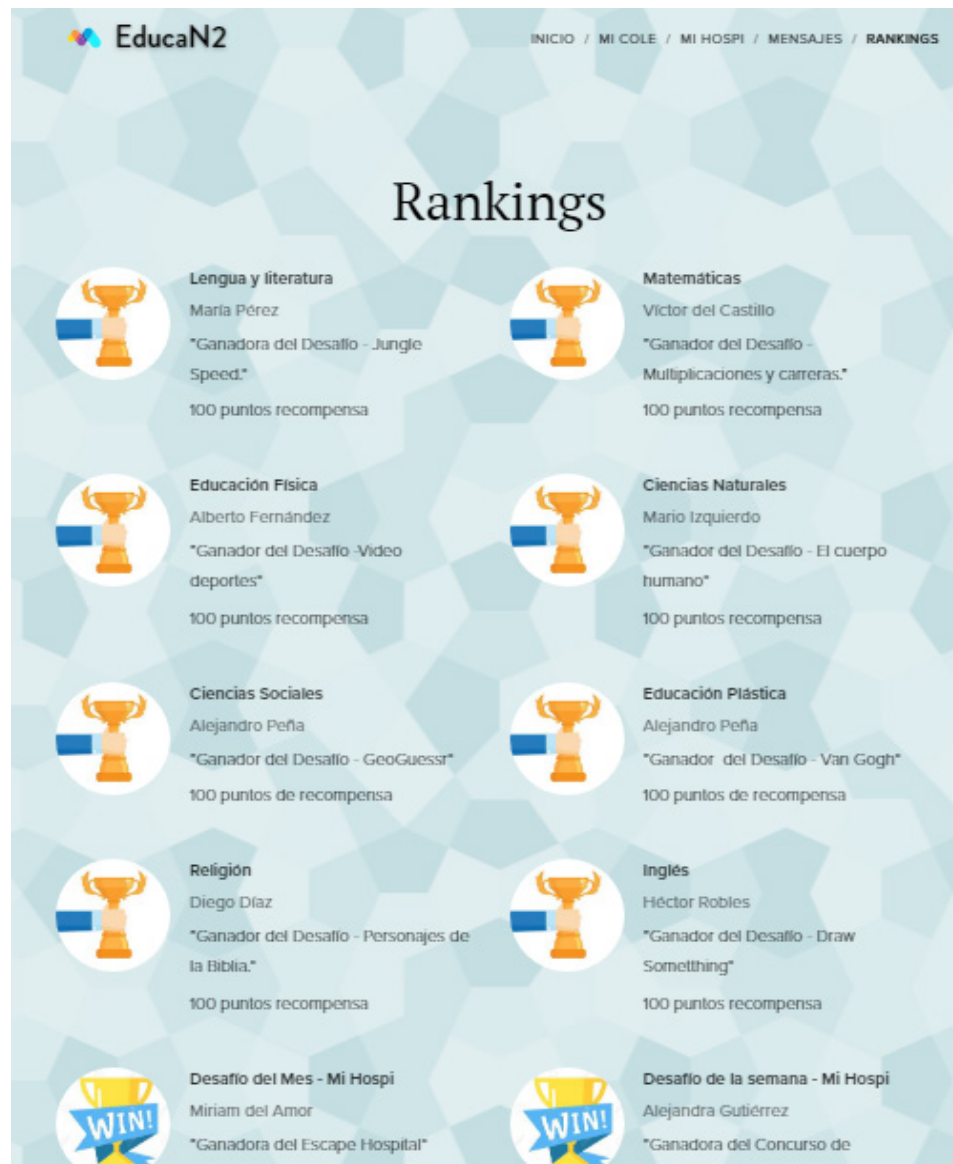 EducaN2
INICIO / MI COLE / MI HOSPI / MENSAJES / RANKINGS
Rankings
Lengua y literatura
María Pérez
"Ganadora del Desafío - Jungle
Speed."
100 puntos recompensa
Matemáticas
Víctor del Castillo
"Ganador del Desafío -
Multiplicaciones y carreras."
100 puntos recompensa
Educación Física
Alberto Fernández
"Ganador del Desafío -Video
deportes"
100 puntos recompensa
Ciencias Naturales
Mario Izquierdo
"Ganador del Desafío - El cuerpo
humano"
100 puntos recompensa
Ciencias Sociales
Alejandro Peña
"Ganador del Desafío - GeoGuessr"
100 puntos de recompensa
Educación Plástica
Alejandro Peña
"Ganador  del Desafío - Van Gogh"
100 puntos de recompensa
Religión
Diego Díaz
"Ganador del Desafío - Personajes de
la Biblia."
100 puntos recompensa
Inglés
Héctor Robles
"Ganador del Desafío - Draw
Sometthing"
100 puntos recompensa
WIN!
Desafío del Mes - Mi Hospi
Miriam del Amor
"Ganadora del Escape Hospital"
WIN!
Desafío de la semana - Mi Hospi
Alejandra Gutiérrez
"Ganadora del Concurso de